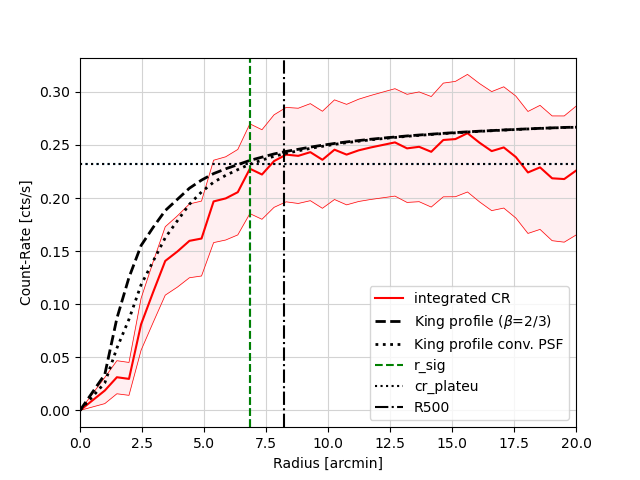 0.30
0.25
0.20
0.15
0.10
0.05
0.00
Count-Rate [cts/s]
integrated CR
King profile (β=2/3)
King profile conv. PSF
r_sig
cr_plateu
R500
0.0 2.5 5.0 7.5 10.0 12.5 15.0 17.5 20.0
Radius [arcmin]